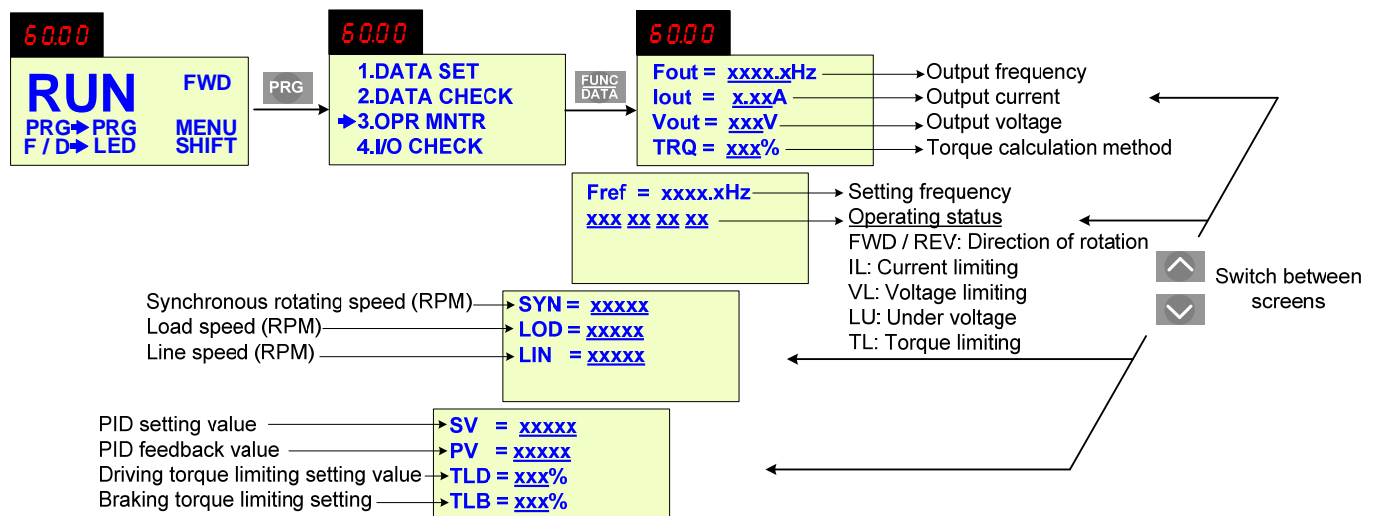 60.00
RUN FWD
PRG➔PRG MENU
F / D➔LED SHIFT
PRG
60.00
1.DATA SET
2.DATA CHECK
➔3.OPR MNTR
4.I/O CHECK
FUNC
DATA
60.00
Fout = xxxx.xHz Output frequency
Iout = x.xxA Output current
Vout = xxxV Output voltage
TRQ = xxx% Torque calculation method
Fref = xxxx.xHz Setting frequency
xxx xx xx xx Operating status
FWD / REV: Direction of rotation
IL: Current limiting
VL: Voltage limiting
LU: Under voltage
TL: Torque limiting
Switch between
screens
Synchronous rotating speed (RPM) SYN = xxxxx
Load speed (RPM) LOD = xxxxx
Line speed (RPM) LIN = xxxxx
PID setting value SV = xxxxx
PID feedback value PV = xxxxx
Driving torque limiting setting value TLD = xxx%
Braking torque limiting setting TLB = xxx%